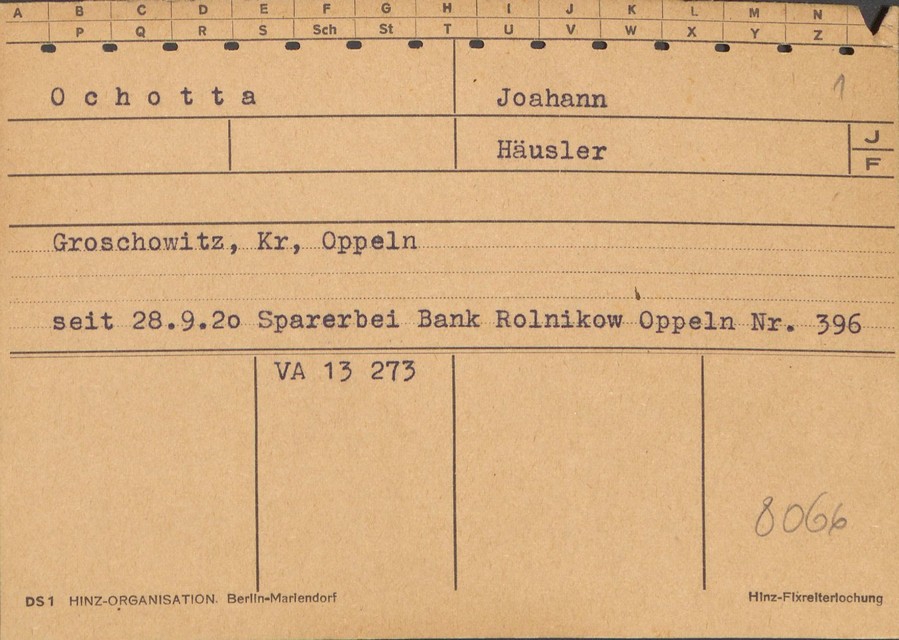 A B C D E F G H I J K L M N
P Q R S Sch St T U V W X Y Z
Ochotta Joahann 1
Häusler J
F
Groschowitz, Kr, Oppeln
seit 28.9.2o Sparerbei Bank Rolnikow Oppeln Nr. 396
VA 13 273
8066
DS1 HINZ-ORGANISATION. Berlin-Mariendorf Hinz-Fixreiterlochung